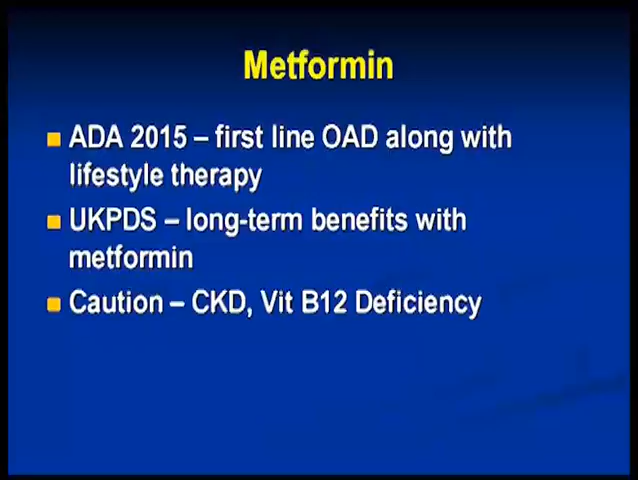 Metformin
ADA 2015 – first line OAD along with
lifestyle therapy
UKPDS – long-term benefits with
metformin
Caution – CKD, Vit B12 Deficiency